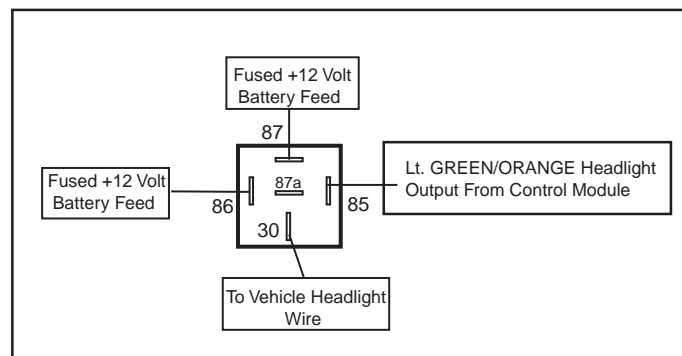 Fused +12 Volt
Battery Feed
87
Fused +12 Volt
Battery Feed
86
87a
85
Lt. GREEN/ORANGE Headlight
Output From Control Module
30
To Vehicle Headlight
Wire